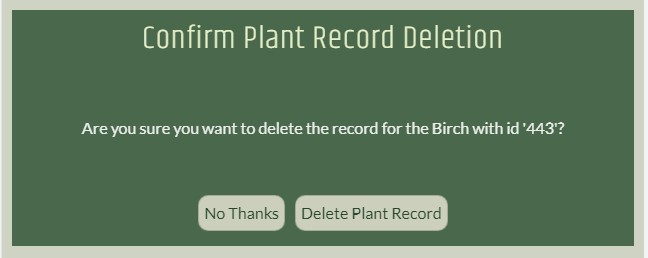 Confirm Plant Record Deletion
Are you sure you want to delete the record for the Birch with id '443'?
No Thanks
Delete Plant Record